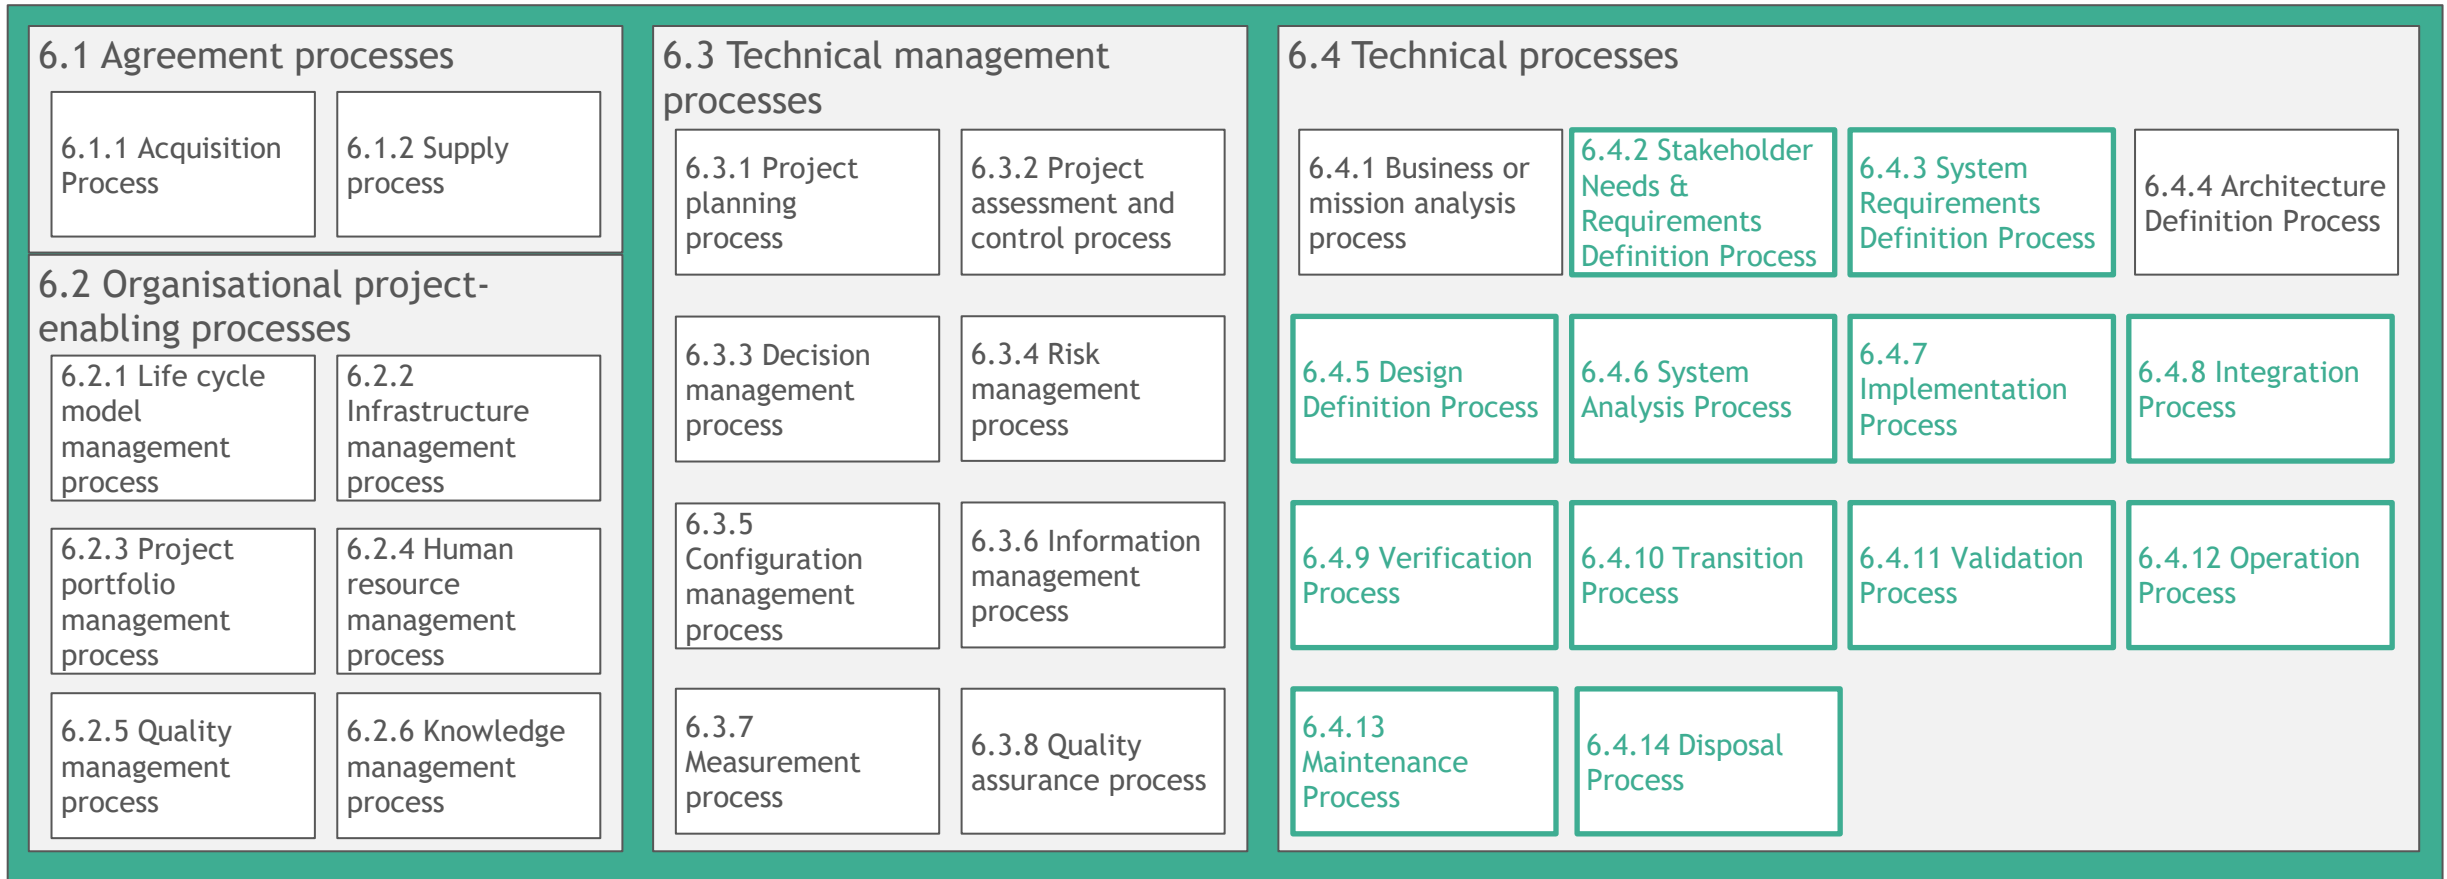 6.1 Agreement processes
6.1.1 Acquisition
Process
6.1.2 Supply
process
6.2 Organisational project-
enabling processes
6.2.1 Life cycle
model
management
process
6.2.2
Infrastructure
management
process
6.2.3 Project
portfolio
management
process
6.2.4 Human
resource
management
process
6.2.5 Quality
management
process
6.2.6 Knowledge
management
process
6.3 Technical management
processes
6.3.1 Project
planning
process
6.3.2 Project
assessment and
control process
6.3.3 Decision
management
process
6.3.4 Risk
management
process
6.3.5
Configuration
management
process
6.3.6 Information
management
process
6.3.7
Measurement
process
6.3.8 Quality
assurance process
6.4 Technical processes
6.4.1 Business or
mission analysis
process
6.4.2 Stakeholder
Needs &
Requirements
Definition Process
6.4.3 System
Requirements
Definition Process
6.4.4 Architecture
Definition Process
6.4.5 Design
Definition Process
6.4.6 System
Analysis Process
6.4.7
Implementation
Process
6.4.8 Integration
Process
6.4.9 Verification
Process
6.4.10 Transition
Process
6.4.11 Validation
Process
6.4.12 Operation
Process
6.4.13
Maintenance
Process
6.4.14 Disposal
Process